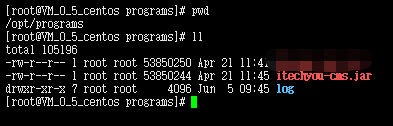 [root@VM_0_5_centos programs]# pwd
/opt/programs
[root@VM_0_5_centos programs]# ll
total 105196
-rw-r--r-- 1 root root 53850250 Apr 21 11:4
-rw-r--r-- 1 root root 53850244 Apr 21 11:45 itechyou-cms.jar
drwxr-xr-x 7 root root     4096 Jun  5 09:45 log
[root@VM_0_5_centos programs]#